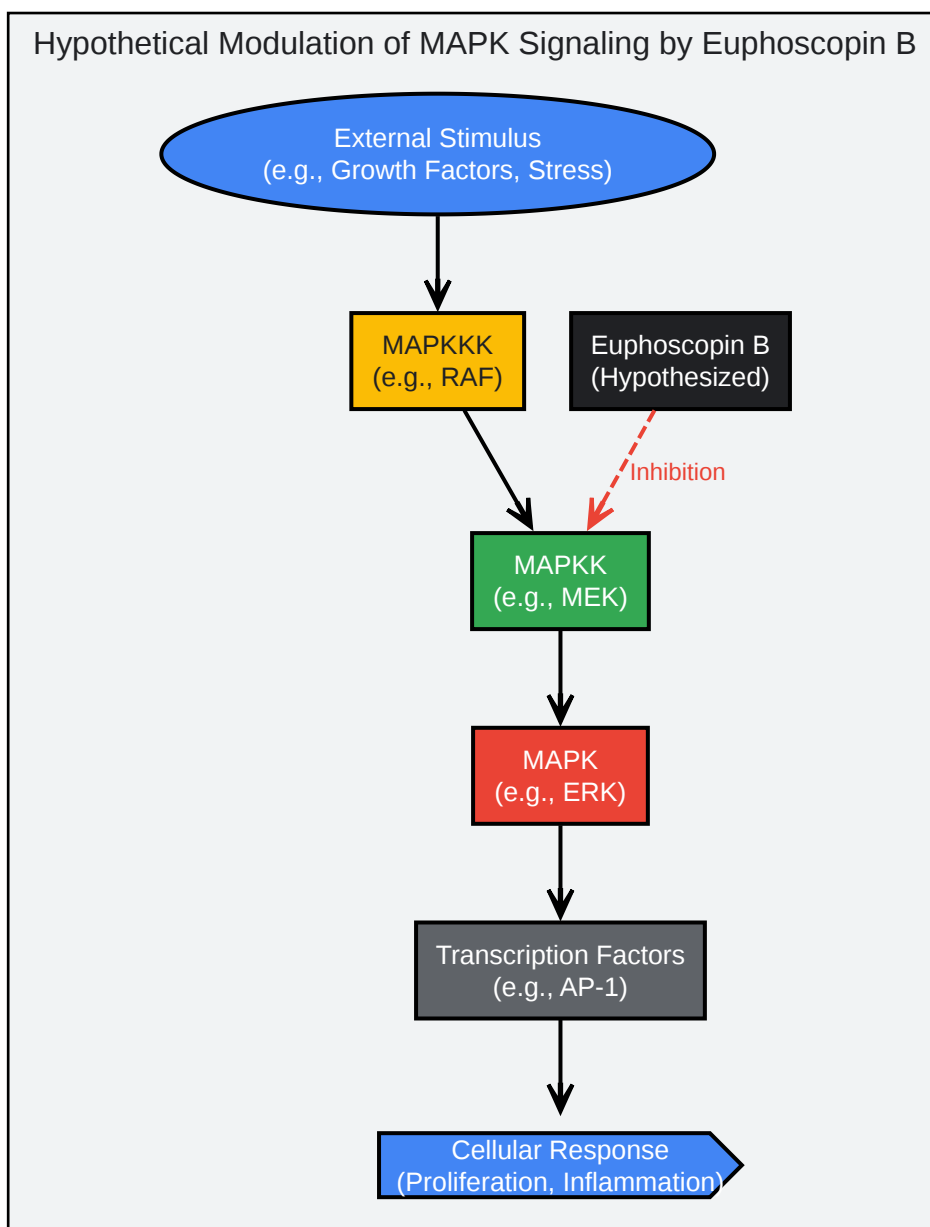 Hypothetical Modulation of MAPK Signaling by Euphoscopin B
External Stimulus
(e.g., Growth Factors, Stress)
MAPKKK
(e.g., RAF)
Euphoscopin B
(Hypothesized)
Inhibition
MAPKK
(e.g., MEK)
MAPK
(e.g., ERK)
Transcription Factors
(e.g., AP-1)
Cellular Response
(Proliferation, Inflammation)